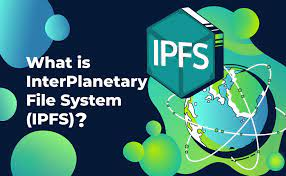 What is
InterPlanetary
File System
(IPFS)?
IPFS